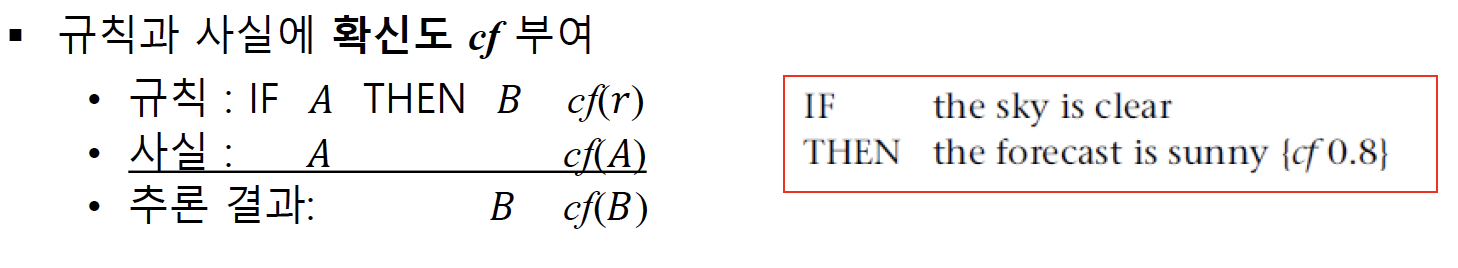 ▪ 규칙과 사실에 확신도 cf 부여
• 규칙 : IF A THEN B cf(r)
• 사실 : A cf(A)
• 추론 결과: B cf(B)
IF the sky is clear
THEN the forecast is sunny {cf 0.8}